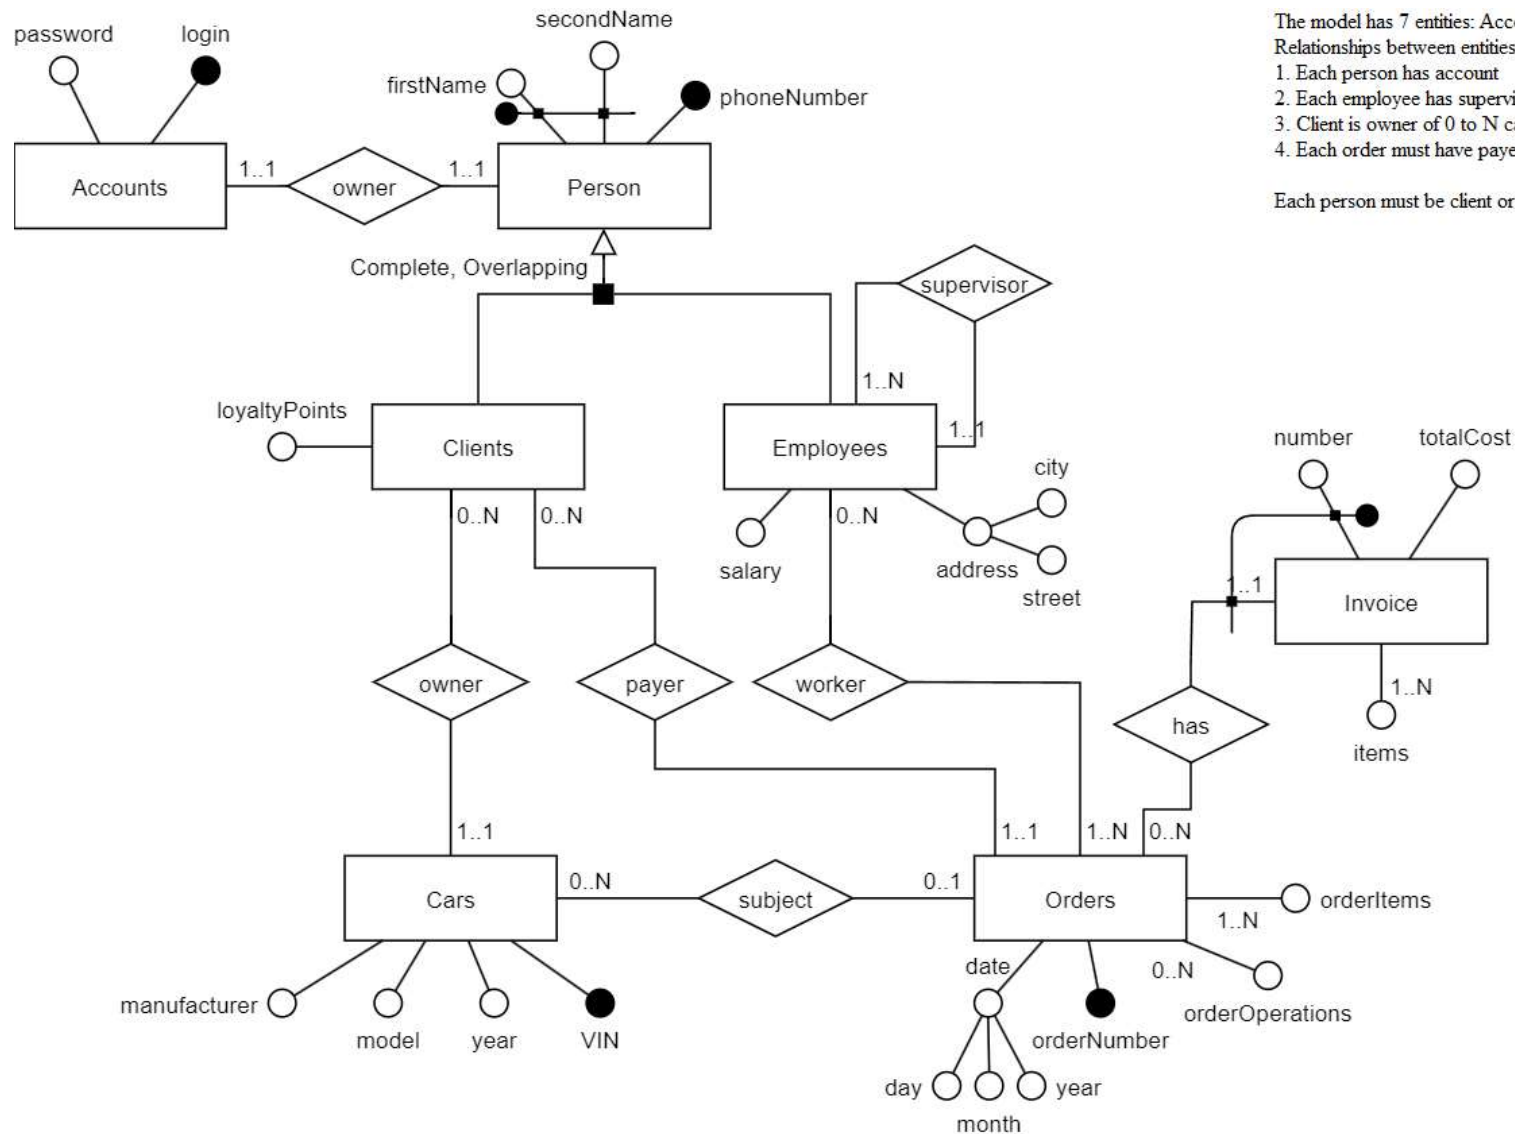 secondName
password
login
firstName
phoneNumber
The model has 7 entities:
Relationships between entities
1. Each person has account
2. Each employee has
3. Client is owner of 0 to N
4. Each order must have
Each person must be client or
Accounts
1..1
owner
1..1
Person
Complete, Overlapping
supervisor
1..N
loyaltyPoints
1..1
Clients
Employees
number
totalCost
city
0..N
0..N
0..N
salary
address
street
1..1
Invoice
owner
payer
worker
1..N
has
items
1..1
1..1
1..N
0..N
0..N
0..1
Cars
subject
Orders
orderItems
1..N
date
0..N
manufacturer
orderOperations
model
year
VIN
orderNumber
day
year
month